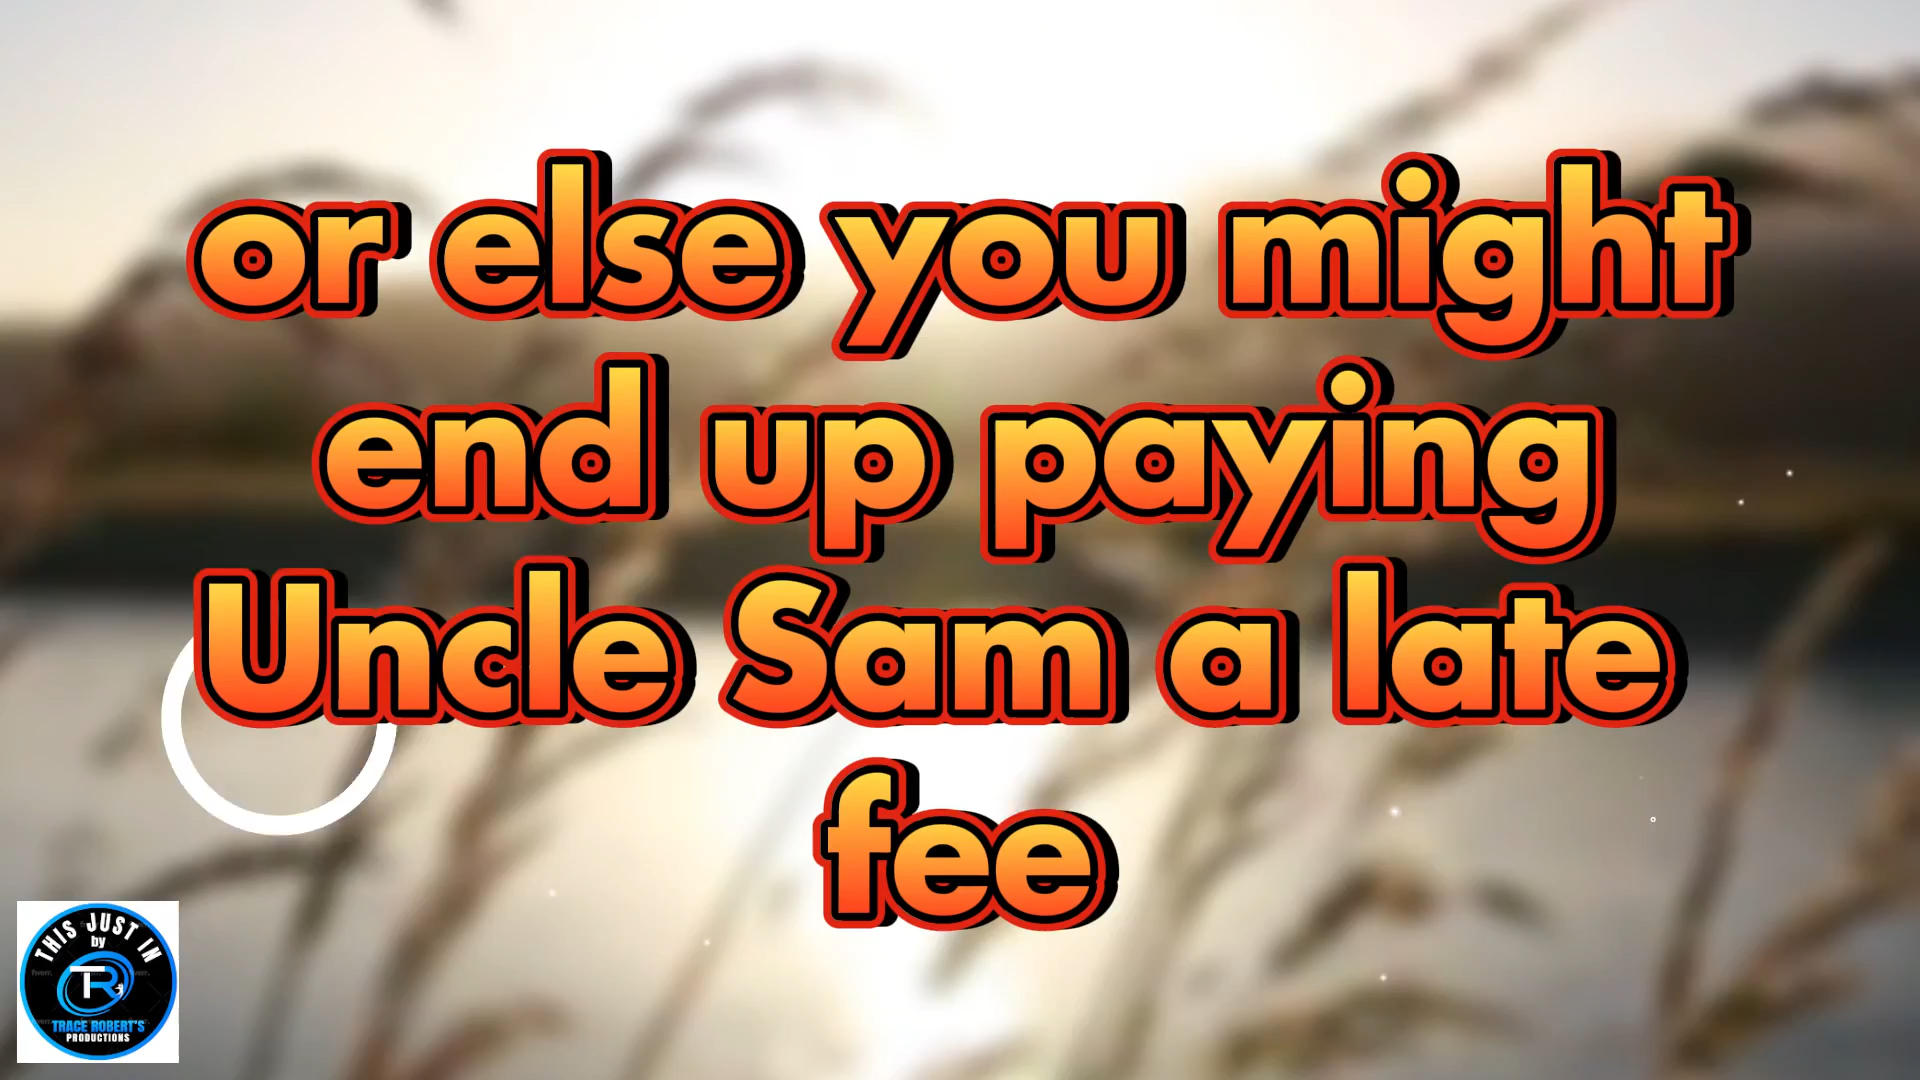 or else you might
end up paying
Uncle Sam a late
fee
THIS JUST IN
by
TR
TRACE ROBERT'S
PRODUCTIONS